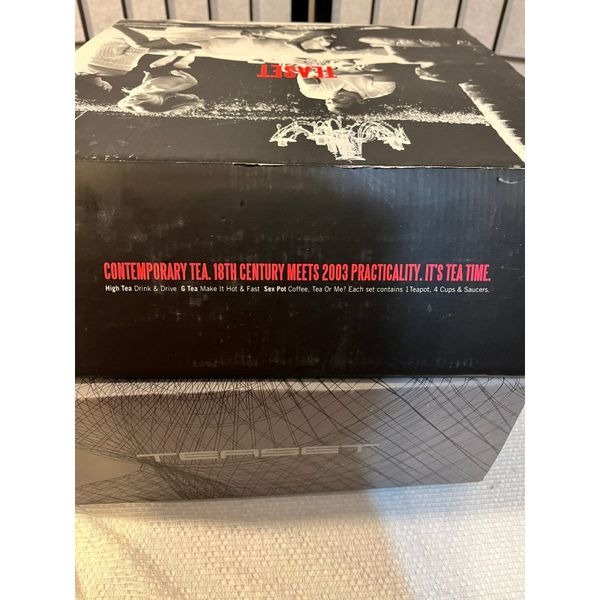 TEASET
CONTEMPORARY TEA. 18TH CENTURY MEETS 2003 PRACTICALITY. IT'S TEA TIME.
High Tea Drink & Drive G Tea Make It Hot & Fast Sex Pot Coffee, Tea Or Me? Each set contains 1 Teapot, 4 Cups & Saucers.
TEASET